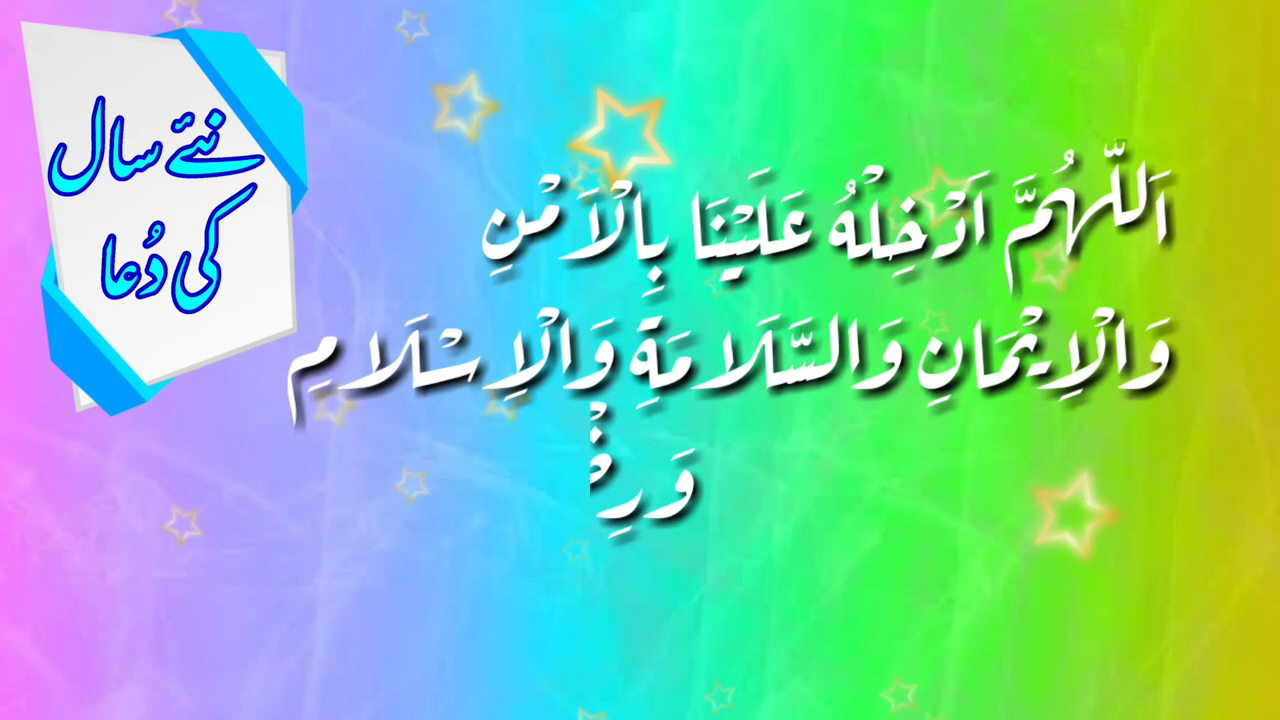 نئے سال
کی دُعا
اَللّٰهُمَّ اَدْخِلْهُ عَلَيْنَا بِالْاَمْنِ
وَالْاِيْمَانِ وَالسَّلَامَةِ وَالْاِسْلَامِ